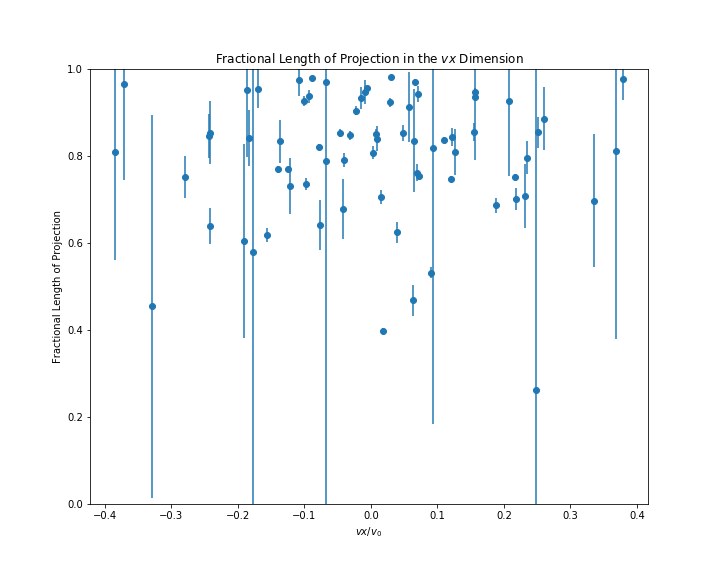 Fractional Length of Projection in the vx Dimension
1.0
0.8
0.6
0.4
0.2
0.0
Fractional Length of Projection
−0.4 −0.3 −0.2 −0.1 0.0 0.1 0.2 0.3 0.4
vx/v₀